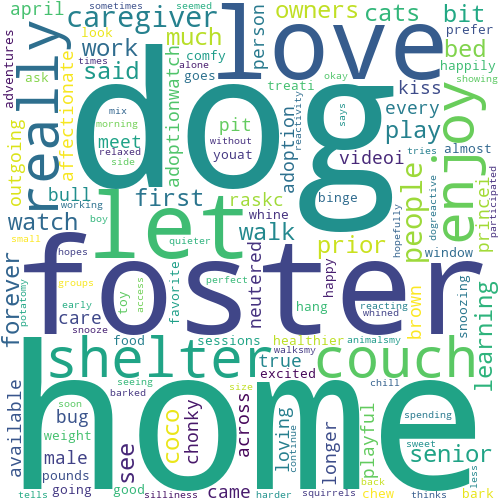 sometimes
seemed
april
caregiver
love
owners
cats
bit
adventures
really
look
work
much
person
comfy
bed
prefer
times
said
goes
alone
ask
treati
okay
happily
showing
affectionate
dog
kiss
outgoing
mix
morning
meet
adoptionwatch
pit
without
youat
adoption
reactivity
says
every
play
tries
almost
enjoy
relaxed
side
videoi
people
bull
let
first
raskc
binge
princei
participated
working
boy
whine
walk
hopefully
dogreactive
watch
small
quieter
prior
window
hopes
foster
neutered
happy
forever
potatomy
groups
early
care
snooze
toy
access
favorite
perfect
hang
brown
reacting
whined
snoozing
learning
food
sessions
healthier
animalsmy
true
walksmy
excited
shelter
couch
chill
home
available
soon
bug
weight
male
pounds
going
tells
seeing
barked
see
good
coco
chonky
silliness
came
across
size
loving
continue
harder
squirrels
longer
playful
back
chew
spending
sweet
senior
thinks
bark
less